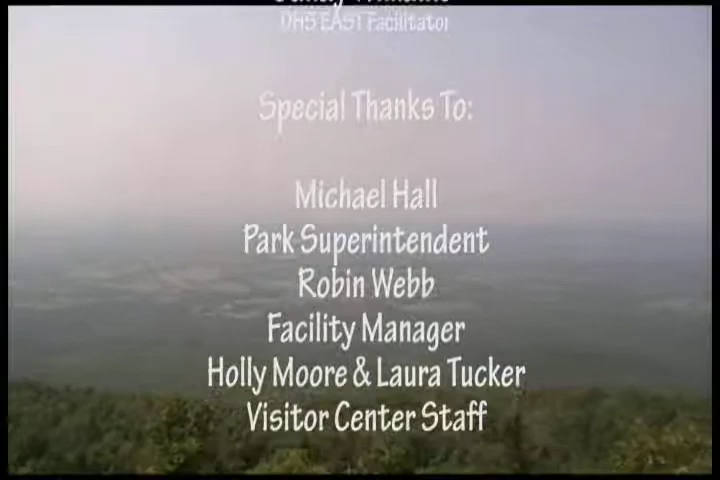 DHS EAST Facilitator
Special Thanks To:
Michael Hall
Park Superintendent
Robin Webb
Facility Manager
Holly Moore & Laura Tucker
Visitor Center Staff